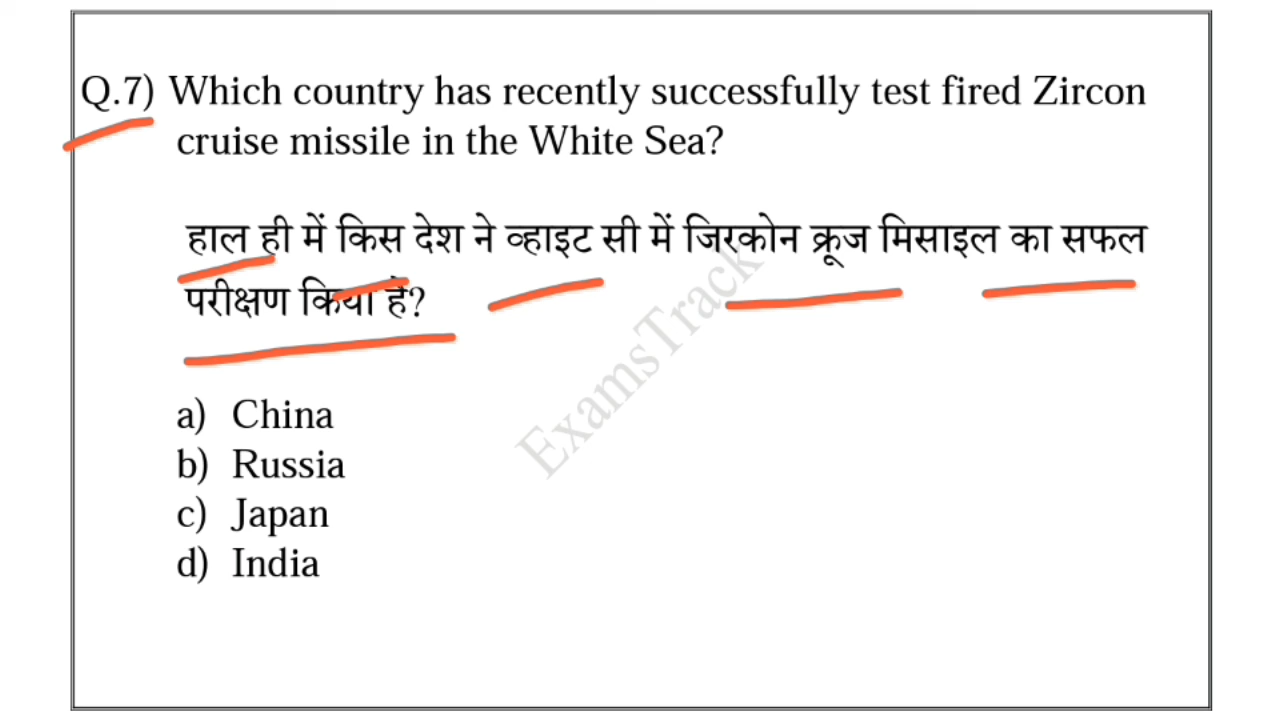 Q.7) Which country has recently successfully test fired Zircon
cruise missile in the White Sea?
हाल ही में किस देश ने व्हाइट सी में जिरकोन क्रूज मिसाइल का सफल
परीक्षण किया है?
ExamsTrack
a) China
b) Russia
c) Japan
d) India